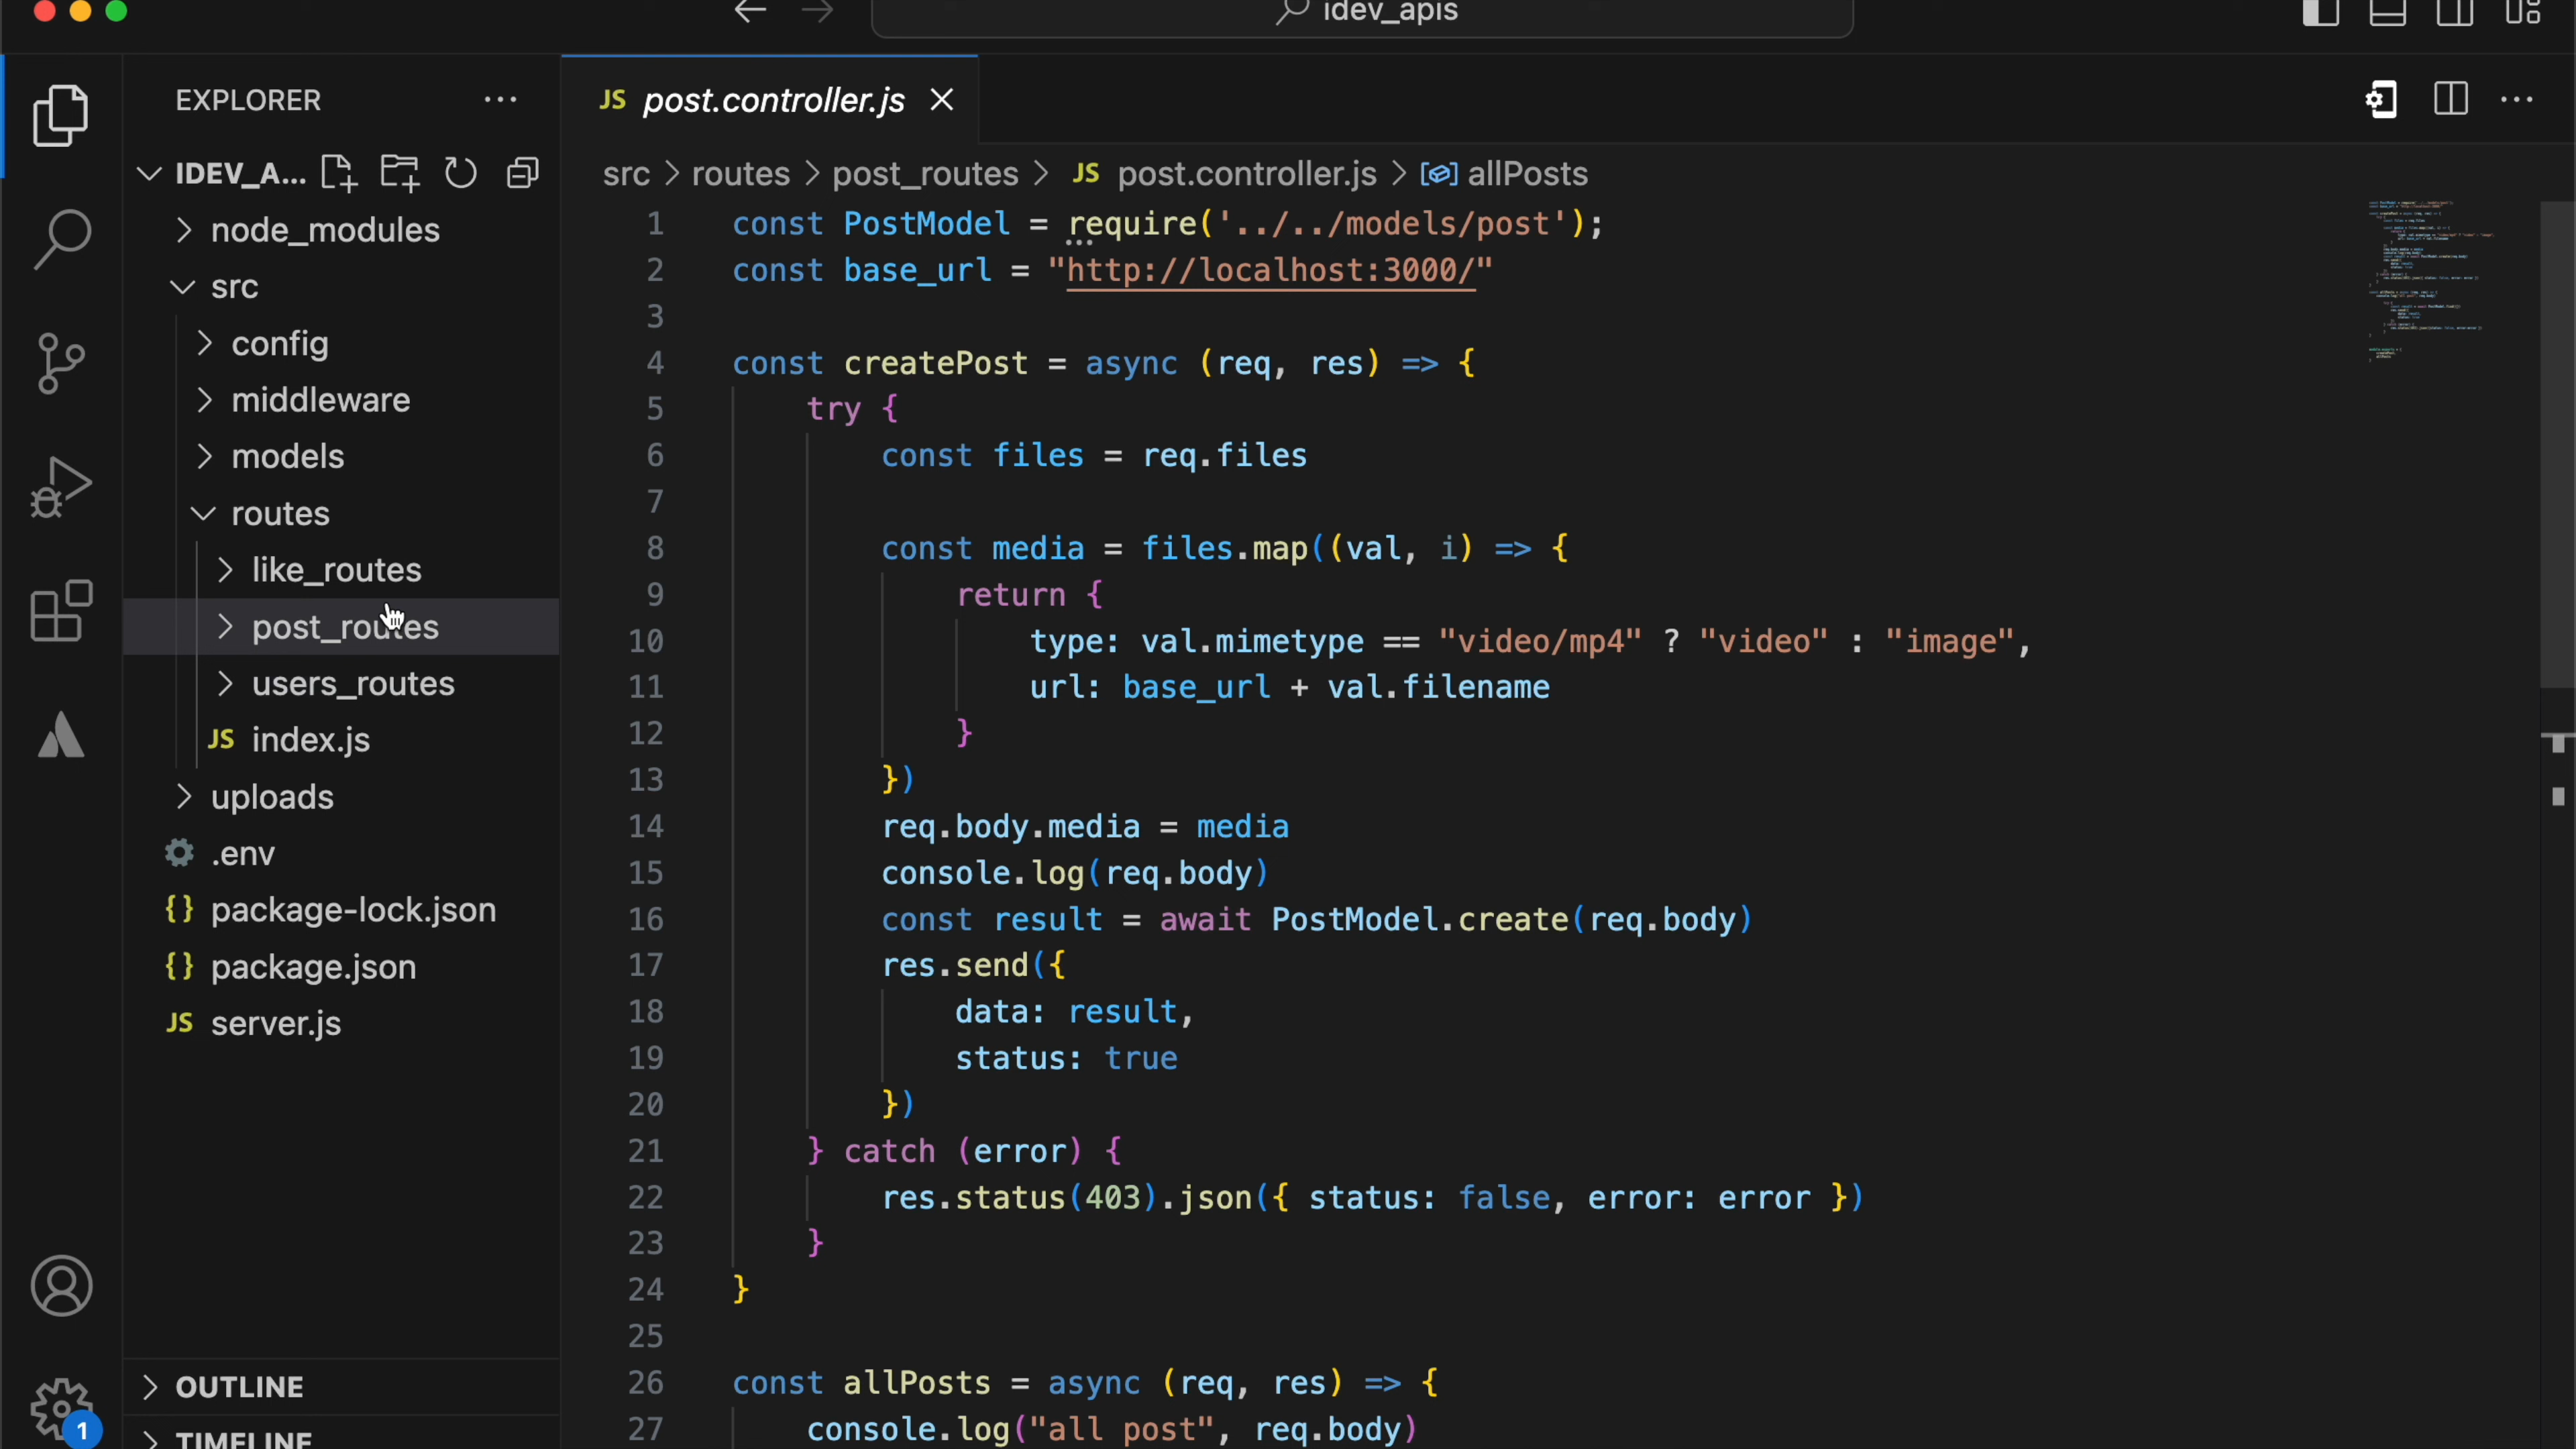 idev_apis
EXPLORER
IDEV_A...
node_modules
src
config
middleware
models
routes
like_routes
post_routes
users_routes
JS index.js
uploads
.env
{} package-lock.json
{} package.json
JS server.js
OUTLINE
TIMELINE
1
JS post.controller.js
src > routes > post_routes > JS post.controller.js > allPosts
1 const PostModel = require('../../models/post');
2 const base_url = "http://localhost:3000/"
3
4 const createPost = async (req, res) => {
5 try {
6 const files = req.files
7
8 const media = files.map((val, i) => {
9 return {
10 type: val.mimetype == "video/mp4" ? "video" : "image",
11 url: base_url + val.filename
12 }
13 })
14 req.body.media = media
15 console.log(req.body)
16 const result = await PostModel.create(req.body)
17 res.send({
18 data: result,
19 status: true
20 })
21 } catch (error) {
22 res.status(403).json({ status: false, error: error })
23 }
24 }
25
26 const allPosts = async (req, res) => {
27 console.log("all post", req.body)